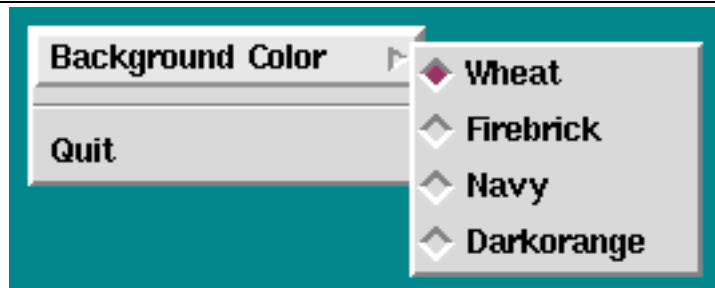 Background Color
Quit
Wheat
Firebrick
Navy
Darkorange